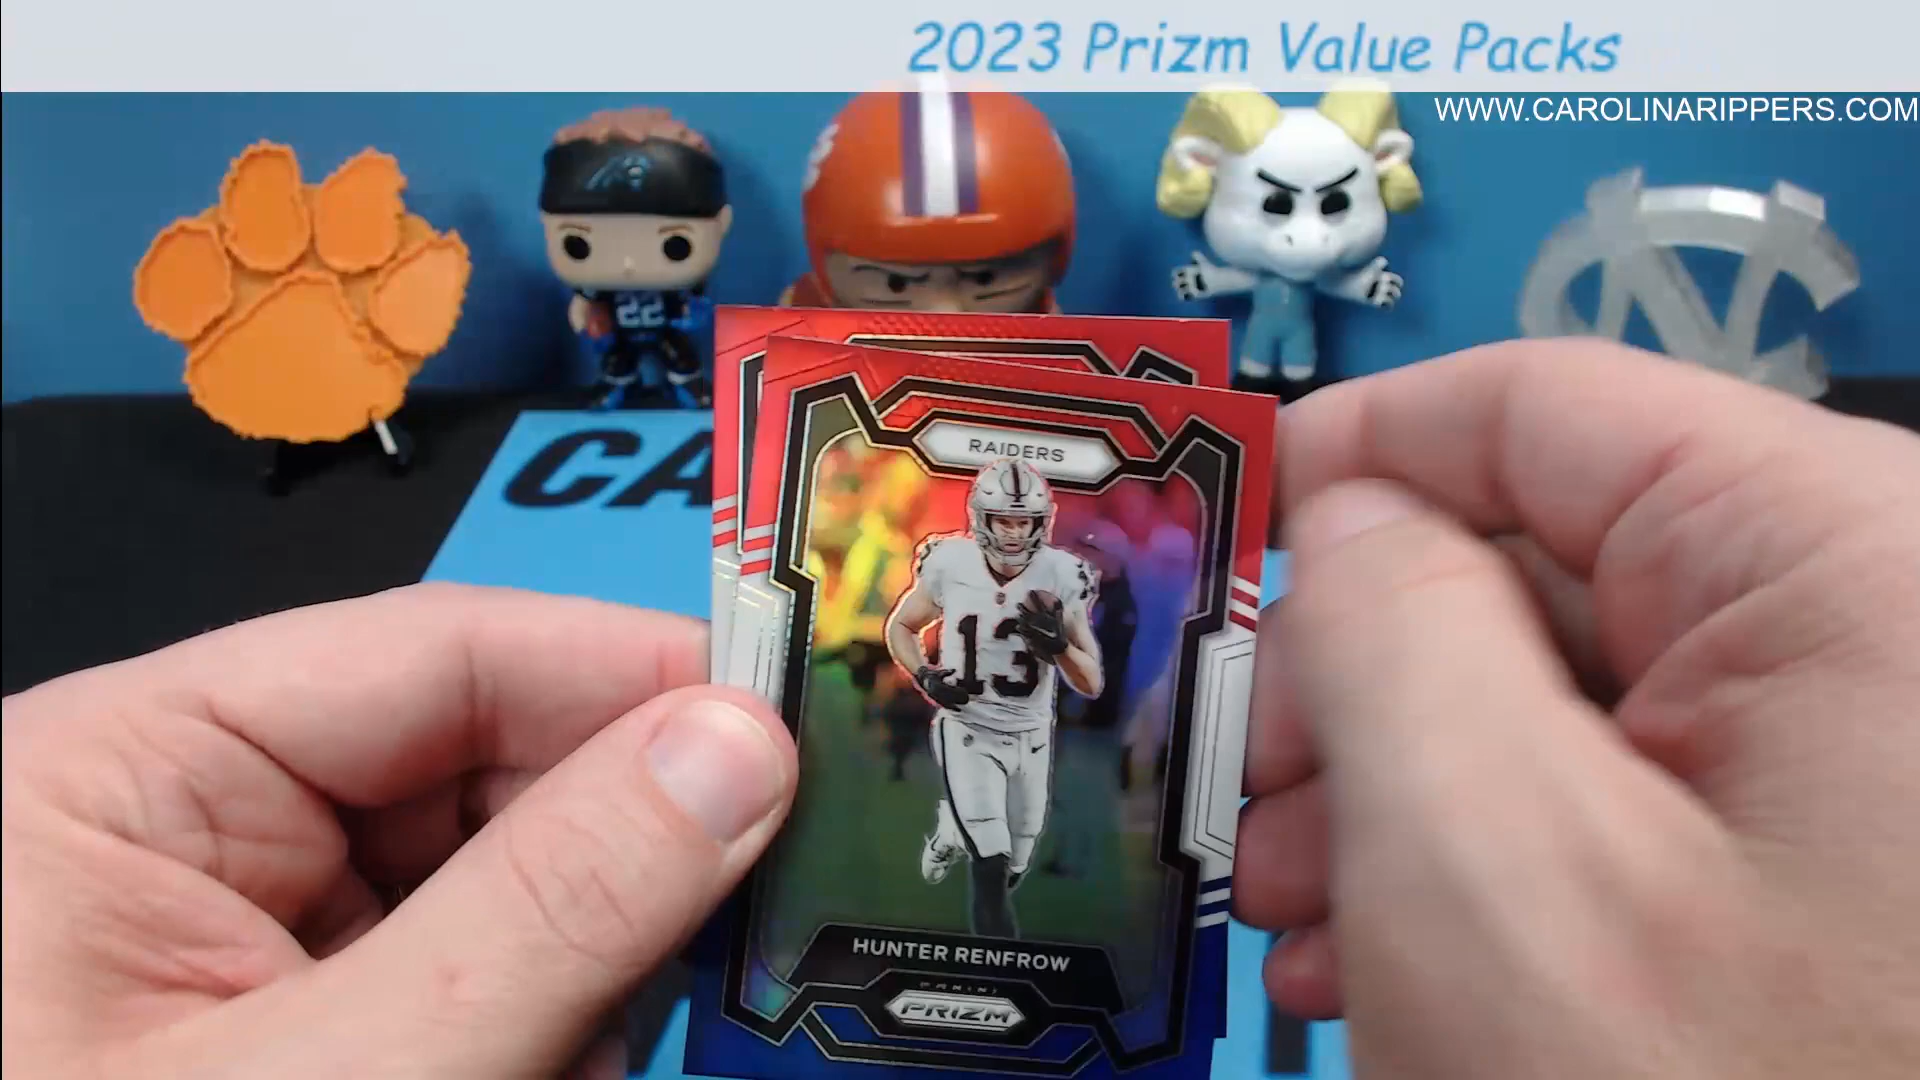 2023 Prizm Value Packs
WWW.CAROLINARIPPERS.COM
22
CA
RAIDERS
13
HUNTER RENFROW
PANINI
PRIZM